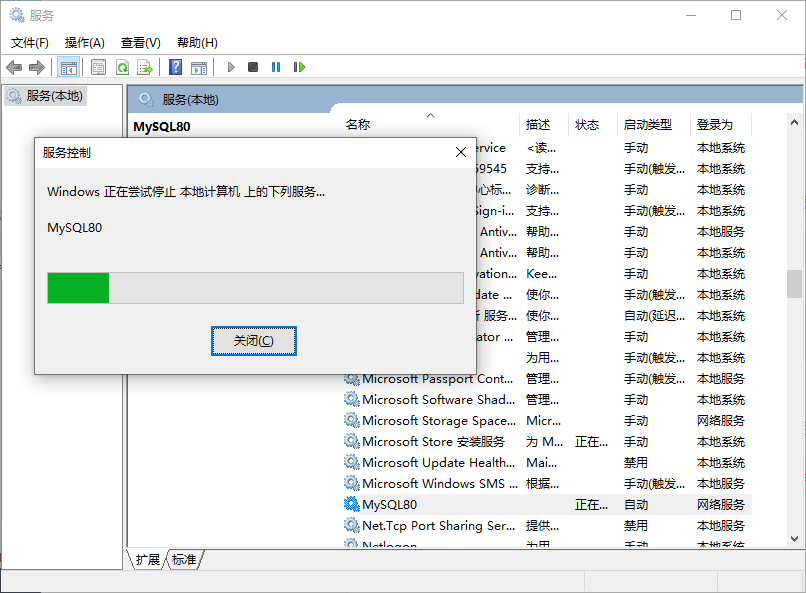 服务
文件(F) 操作(A) 查看(V) 帮助(H)
服务(本地)
服务(本地)
MySQL80
名称 描述 状态 启动类型 登录为
ervice <读... 手动 本地系统
59545 支持... 手动(触发... 本地系统
心标... 诊断... 手动 本地系统
Sign-i... 支持... 手动(触发... 本地系统
Antiv... 帮助... 手动 本地服务
Antiv... 帮助... 手动 本地系统
vation... Kee... 手动 本地系统
date ... 使你... 手动(触发... 本地系统
服务... 使你... 自动(延迟... 本地系统
ator ... 管理... 手动 本地系统
为用... 手动(触发... 本地系统
Microsoft Passport Cont... 管理... 手动(触发... 本地服务
Microsoft Software Shad... 管理... 手动 本地系统
Microsoft Storage Space... Micr... 手动 网络服务
Microsoft Store 安装服务 为 M... 正在... 手动 本地系统
Microsoft Update Health... Mai... 禁用 本地系统
Microsoft Windows SMS ... 根据... 手动(触发... 本地服务
MySQL80 正在... 自动 网络服务
Net.Tcp Port Sharing Ser... 提供... 禁用 本地服务
Netlogon 为用... 手动 本地系统
服务控制
Windows 正在尝试停止 本地计算机 上的下列服务...
MySQL80
关闭(C)
扩展 标准